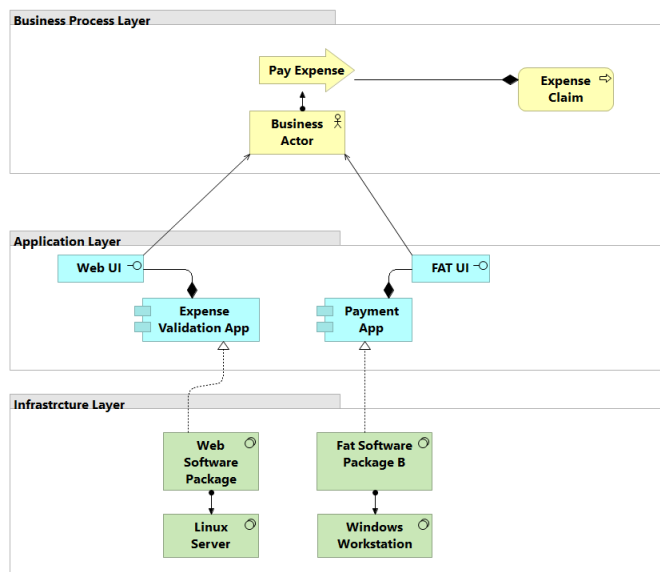 Business Process Layer
Pay Expense
Expense
Claim
Business
Actor
Application Layer
Web UI
FAT UI
Expense
Validation App
Payment
App
Infrastrcture Layer
Web
Software
Package
Fat Software
Package B
Linux
Server
Windows
Workstation